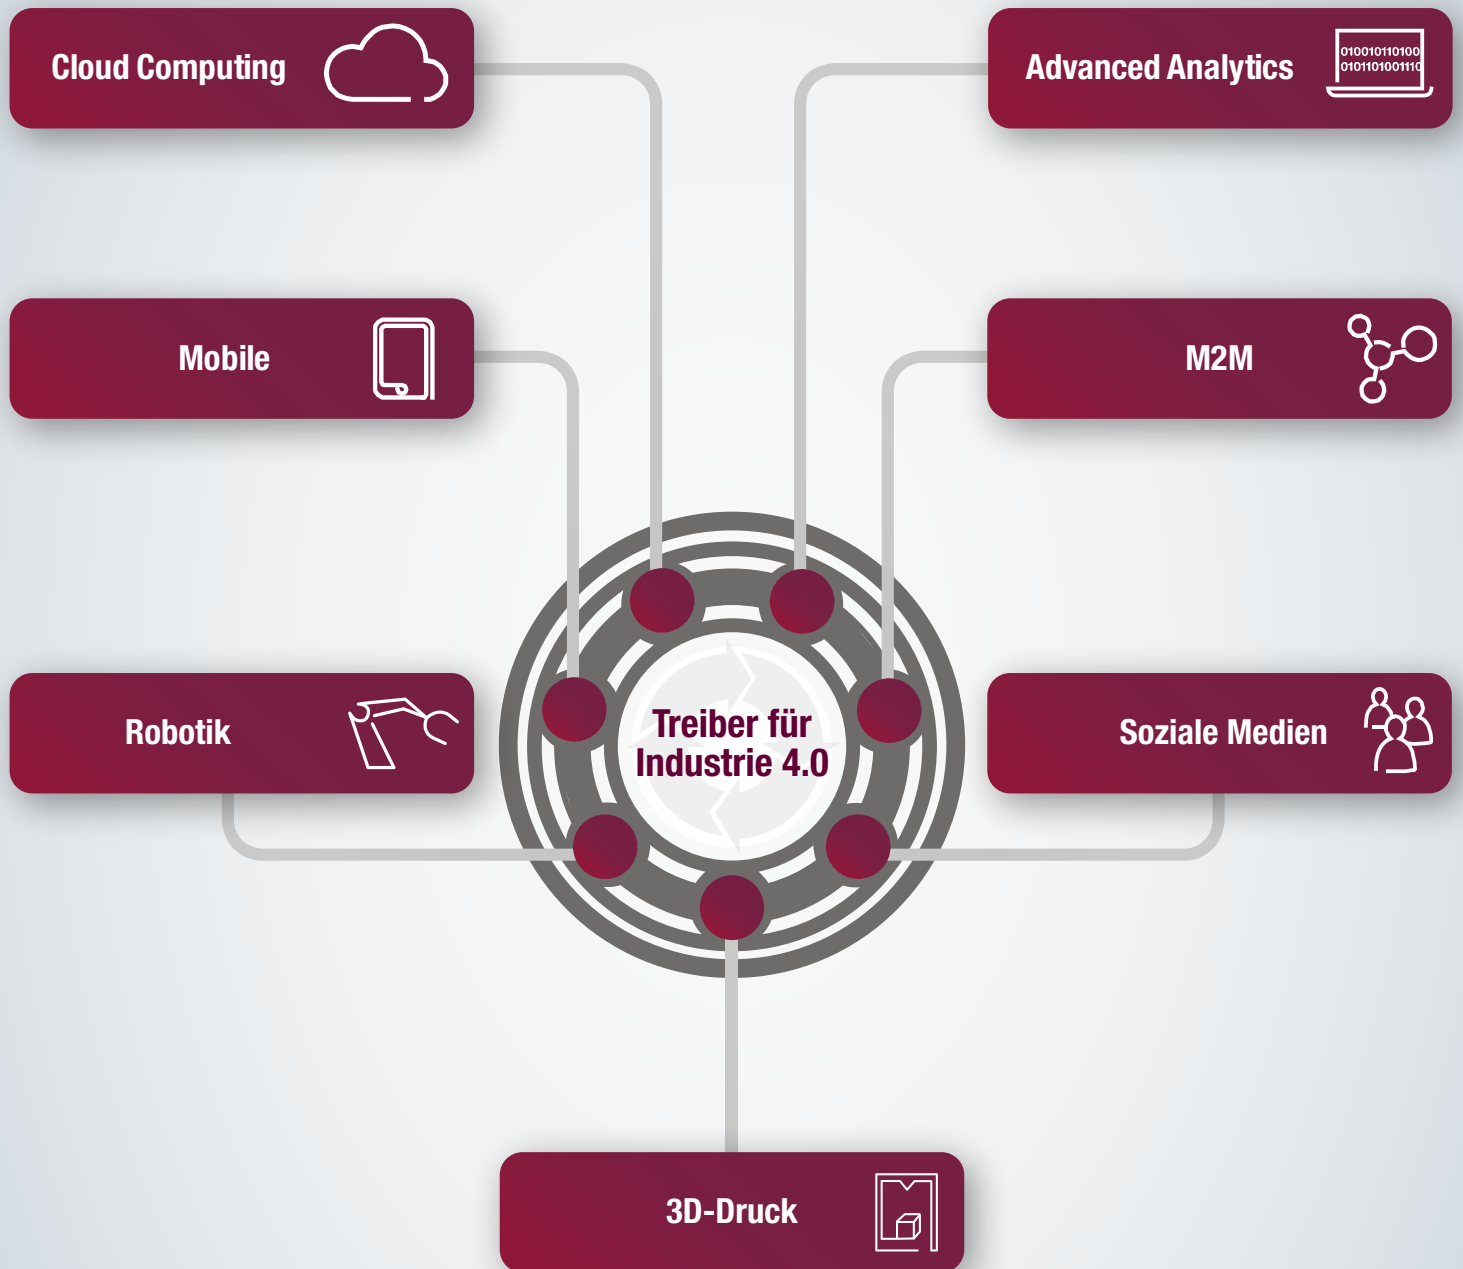 Cloud Computing
Advanced Analytics
010010110100
0101101001110
Mobile
M2M
Robotik
Treiber für
Industrie 4.0
Soziale Medien
3D-Druck